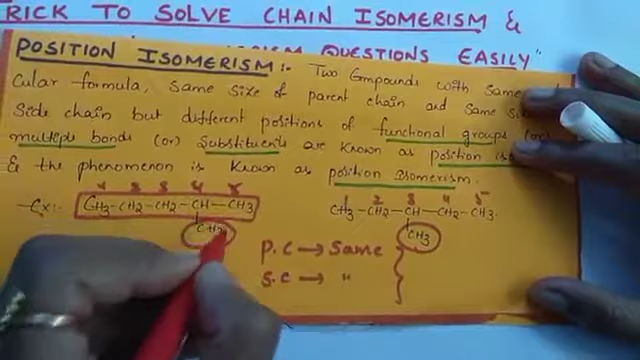 RICK TO SOLVE CHAIN ISOMERISM &
QUESTIONS EASILY"
POSITION ISOMERISM :- Two Compounds with same
cular formula, same size of parent chain and same
Side chain but different positions of functional groups (or)
multiple bonds (or) Substituents are known as position
& the phenomenon is known as position isomerism.
1 2 3 4 5
Ex:- CH3-CH2-CH2-CH-CH3
CH3
1 2 3 4 5
CH3-CH2-CH-CH2-CH3.
CH3
P.C → Same
S.C → "